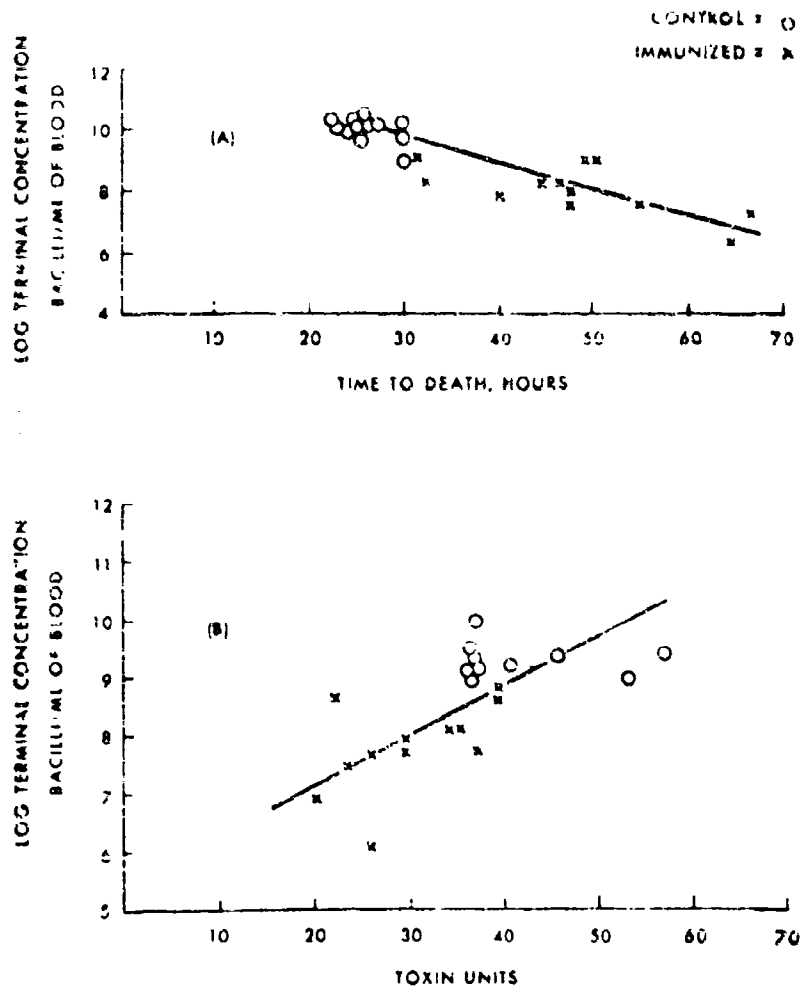 CONTROL = O
IMMUNIZED = x
LOG TERMINAL CONCENTRATION
BACILLI/ML OF BLOOD
12
10
8
6
4
(A)
10
20
30
40
50
60
70
TIME TO DEATH, HOURS
LOG TERMINAL CONCENTRATION
BACILLI/ML OF BLOOD
12
11
10
9
8
7
6
5
(B)
10
20
30
40
50
60
70
TOXIN UNITS